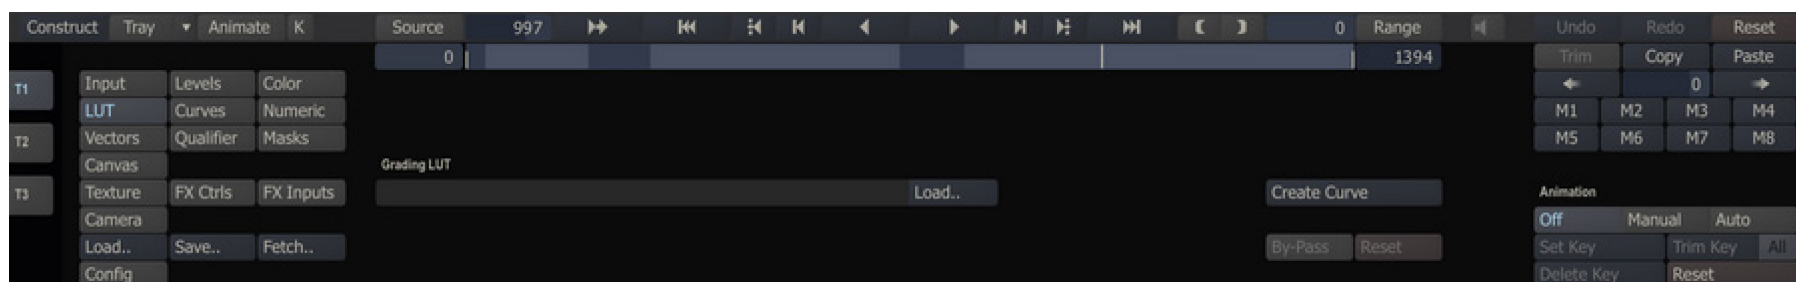 Construct Tray Animate K Source 997 0 Range Undo Redo Reset
0 1394 Trim Copy Paste
T1 Input Levels Color 0
LUT Curves Numeric M1 M2 M3 M4
T2 Vectors Qualifier Masks M5 M6 M7 M8
Canvas Grading LUT
T3 Texture FX Ctrls FX Inputs Load.. Create Curve Animation
Camera Off Manual Auto
Load.. Save.. Fetch.. By-Pass Reset Set Key Trim Key All
Config Delete Key Reset